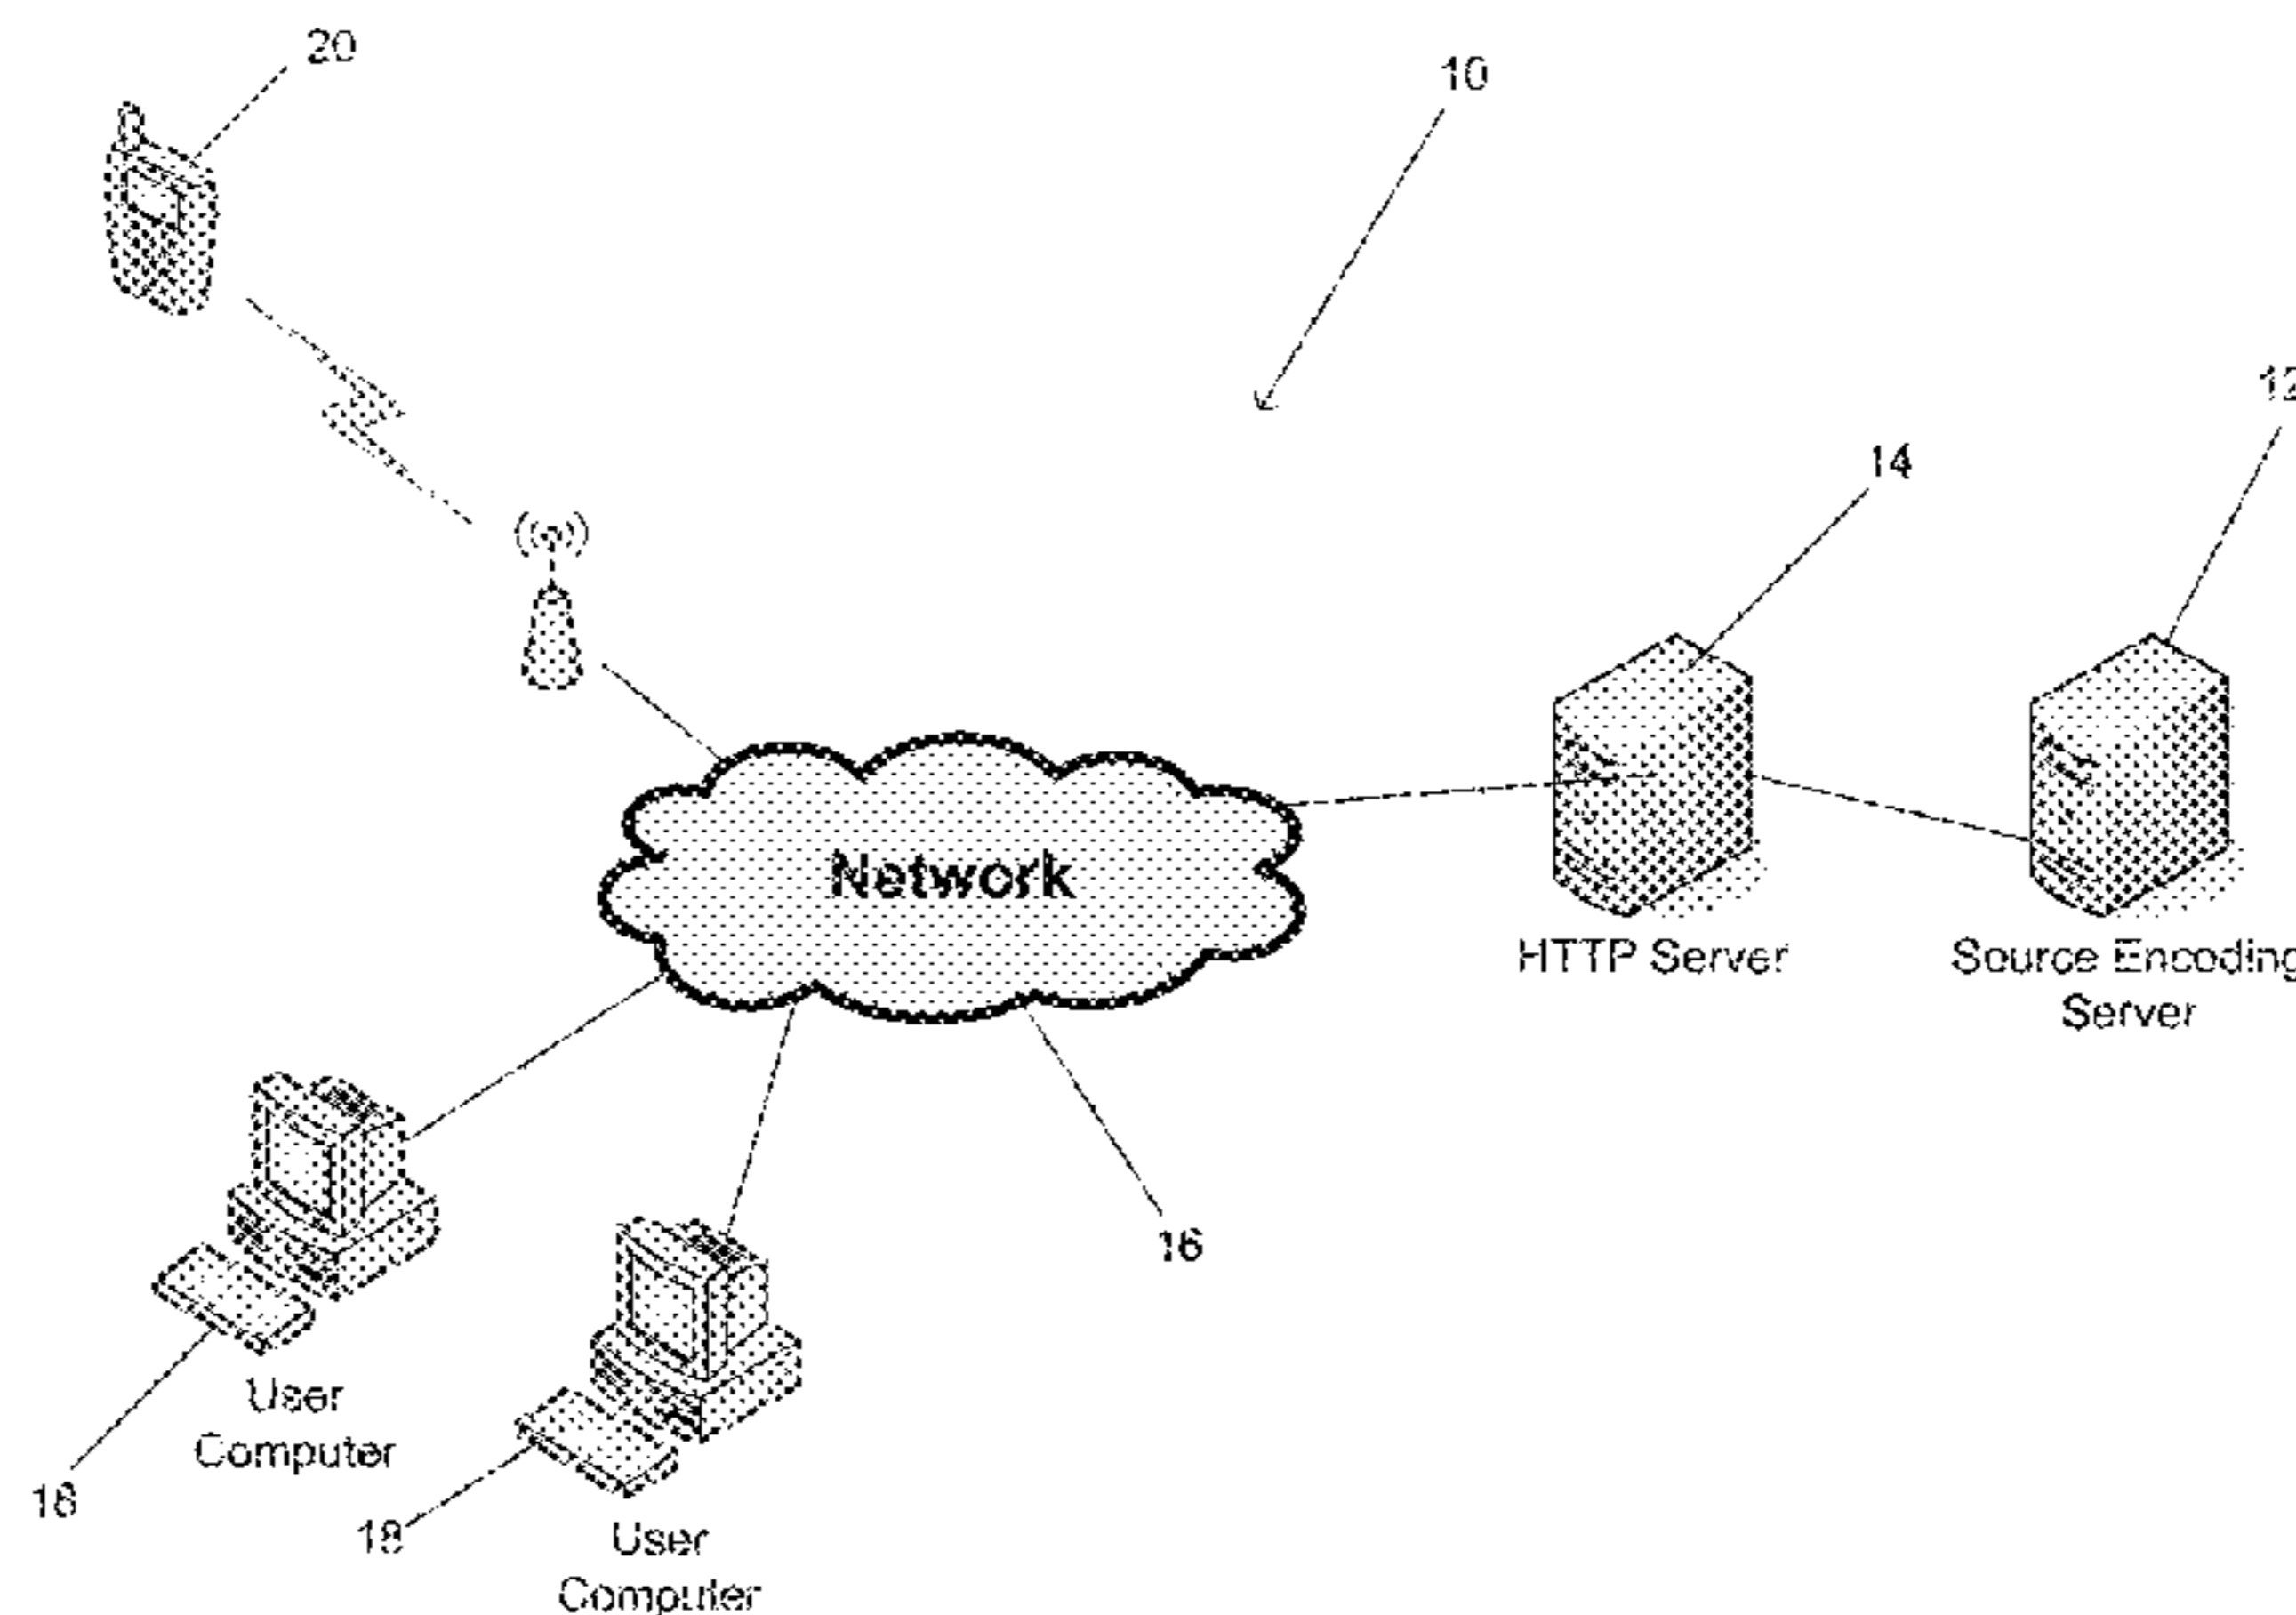 20
10
12
14
Network
HTTP Server
Source Encoding
Server
16
User
Computer
18
18
User
Computer